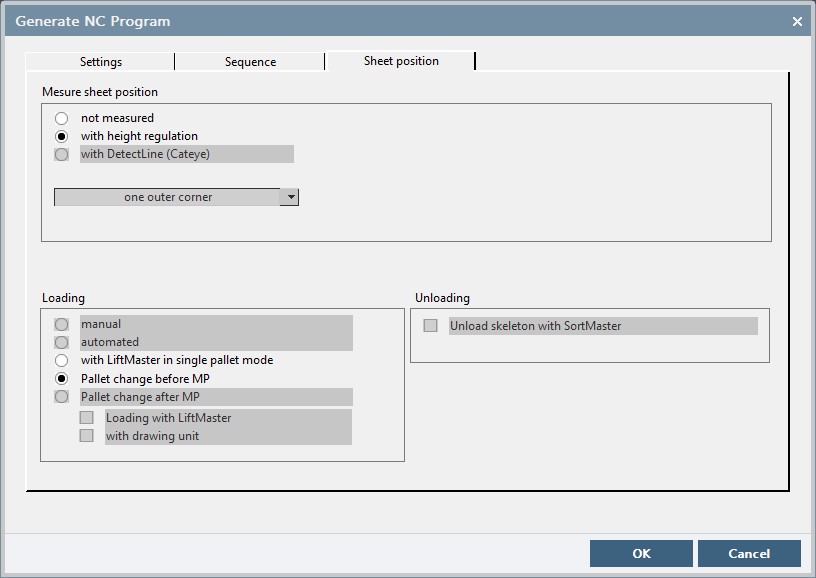 Generate NC Program
Settings
Sequence
Sheet position
Mesure sheet position
not measured
with height regulation
with DetectLine (Cateye)
one outer corner
Loading
manual
automated
with LiftMaster in single pallet mode
Pallet change before MP
Pallet change after MP
Loading with LiftMaster
with drawing unit
Unloading
Unload skeleton with SortMaster
OK
Cancel